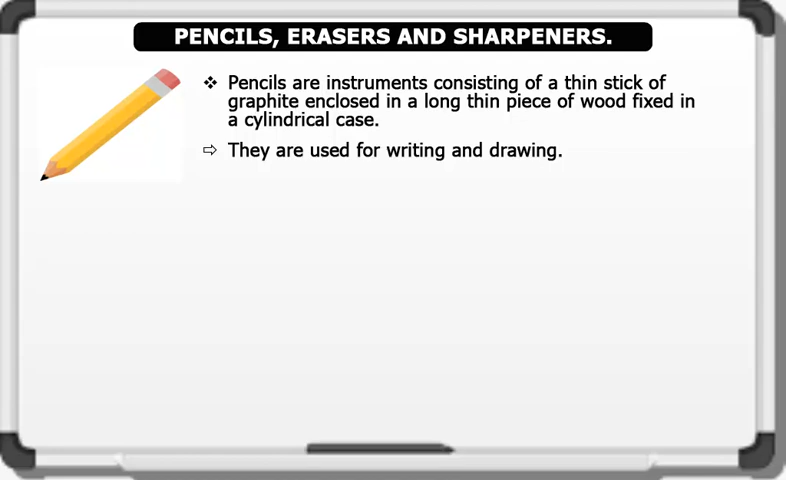 PENCILS, ERASERS AND SHARPENERS.
❖ Pencils are instruments consisting of a thin stick of
graphite enclosed in a long thin piece of wood fixed in
a cylindrical case.
⇨ They are used for writing and drawing.